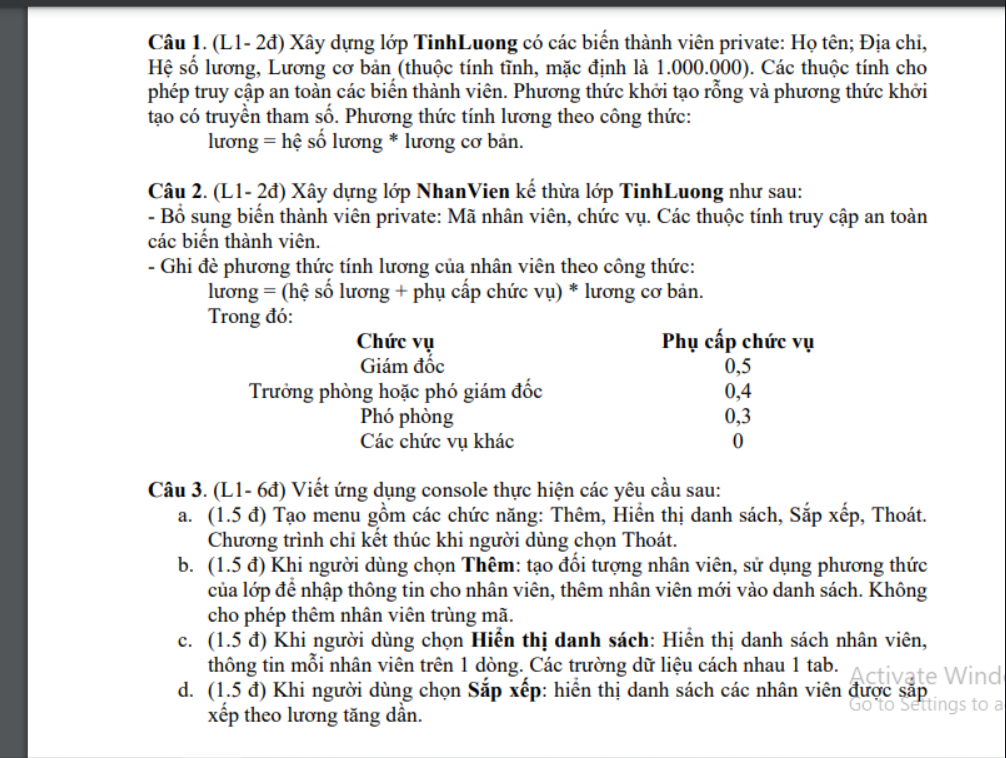 Câu 1. (L1- 2đ) Xây dựng lớp TinhLuong có các biến thành viên private: Họ tên; Địa chỉ,
Hệ số lương, Lương cơ bản (thuộc tính tĩnh, mặc định là 1.000.000). Các thuộc tính cho
phép truy cập an toàn các biến thành viên. Phương thức khởi tạo rỗng và phương thức khởi
tạo có truyền tham số. Phương thức tính lương theo công thức:
lương = hệ số lương * lương cơ bản.
Câu 2. (L1- 2đ) Xây dựng lớp NhanVien kế thừa lớp TinhLuong như sau:
- Bổ sung biến thành viên private: Mã nhân viên, chức vụ. Các thuộc tính truy cập an toàn
các biến thành viên.
- Ghi đè phương thức tính lương của nhân viên theo công thức:
lương = (hệ số lương + phụ cấp chức vụ) * lương cơ bản.
Trong đó:
Chức vụ Phụ cấp chức vụ
Giám đốc 0,5
Trưởng phòng hoặc phó giám đốc 0,4
Phó phòng 0,3
Các chức vụ khác 0
Câu 3. (L1- 6đ) Viết ứng dụng console thực hiện các yêu cầu sau:
a. (1.5 đ) Tạo menu gồm các chức năng: Thêm, Hiển thị danh sách, Sắp xếp, Thoát.
Chương trình chỉ kết thúc khi người dùng chọn Thoát.
b. (1.5 đ) Khi người dùng chọn Thêm: tạo đối tượng nhân viên, sử dụng phương thức
của lớp để nhập thông tin cho nhân viên, thêm nhân viên mới vào danh sách. Không
cho phép thêm nhân viên trùng mã.
c. (1.5 đ) Khi người dùng chọn Hiển thị danh sách: Hiển thị danh sách nhân viên,
thông tin mỗi nhân viên trên 1 dòng. Các trường dữ liệu cách nhau 1 tab.
d. (1.5 đ) Khi người dùng chọn Sắp xếp: hiển thị danh sách các nhân viên được sắp
xếp theo lương tăng dần.
Activate Wind
Go to Settings to a